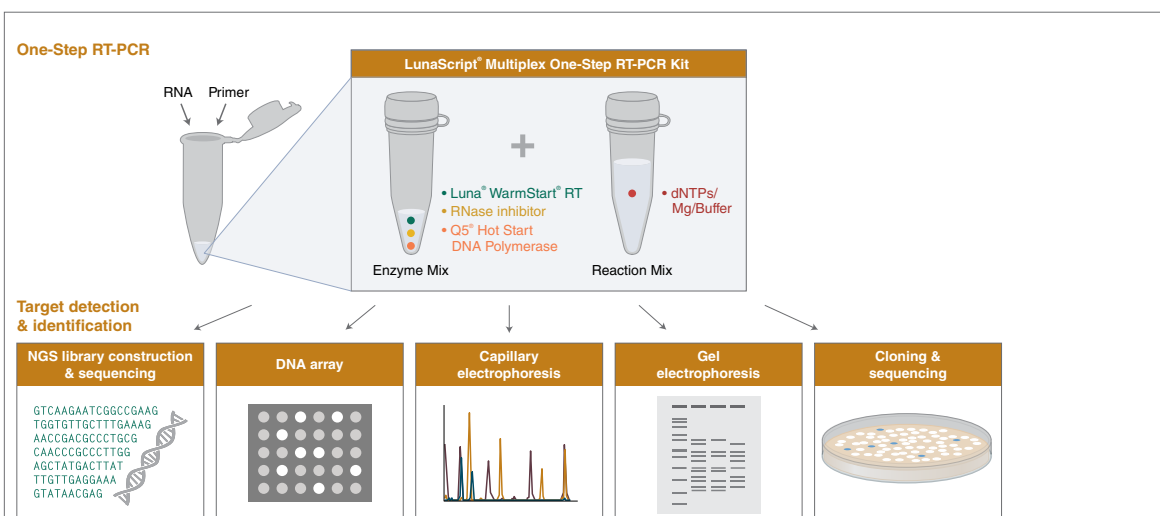 One-Step RT-PCR
LunaScript® Multiplex One-Step RT-PCR Kit
RNA Primer
• Luna® WarmStart® RT
• RNase inhibitor
• Q5® Hot Start
DNA Polymerase
• dNTPs/
Mg/Buffer
Enzyme Mix
Reaction Mix
Target detection
& identification
NGS library construction
& sequencing
DNA array
Capillary
electrophoresis
Gel
electrophoresis
Cloning &
sequencing
GTCAAGAATCGGCCGAAG
TGGTGTTGCTTTGAAAG
AACCGACGCCCTGCG
CAACCCGCCCTTGG
AGCTATGACTTAT
TTGTTGAGGAAA
GTATAACGAG